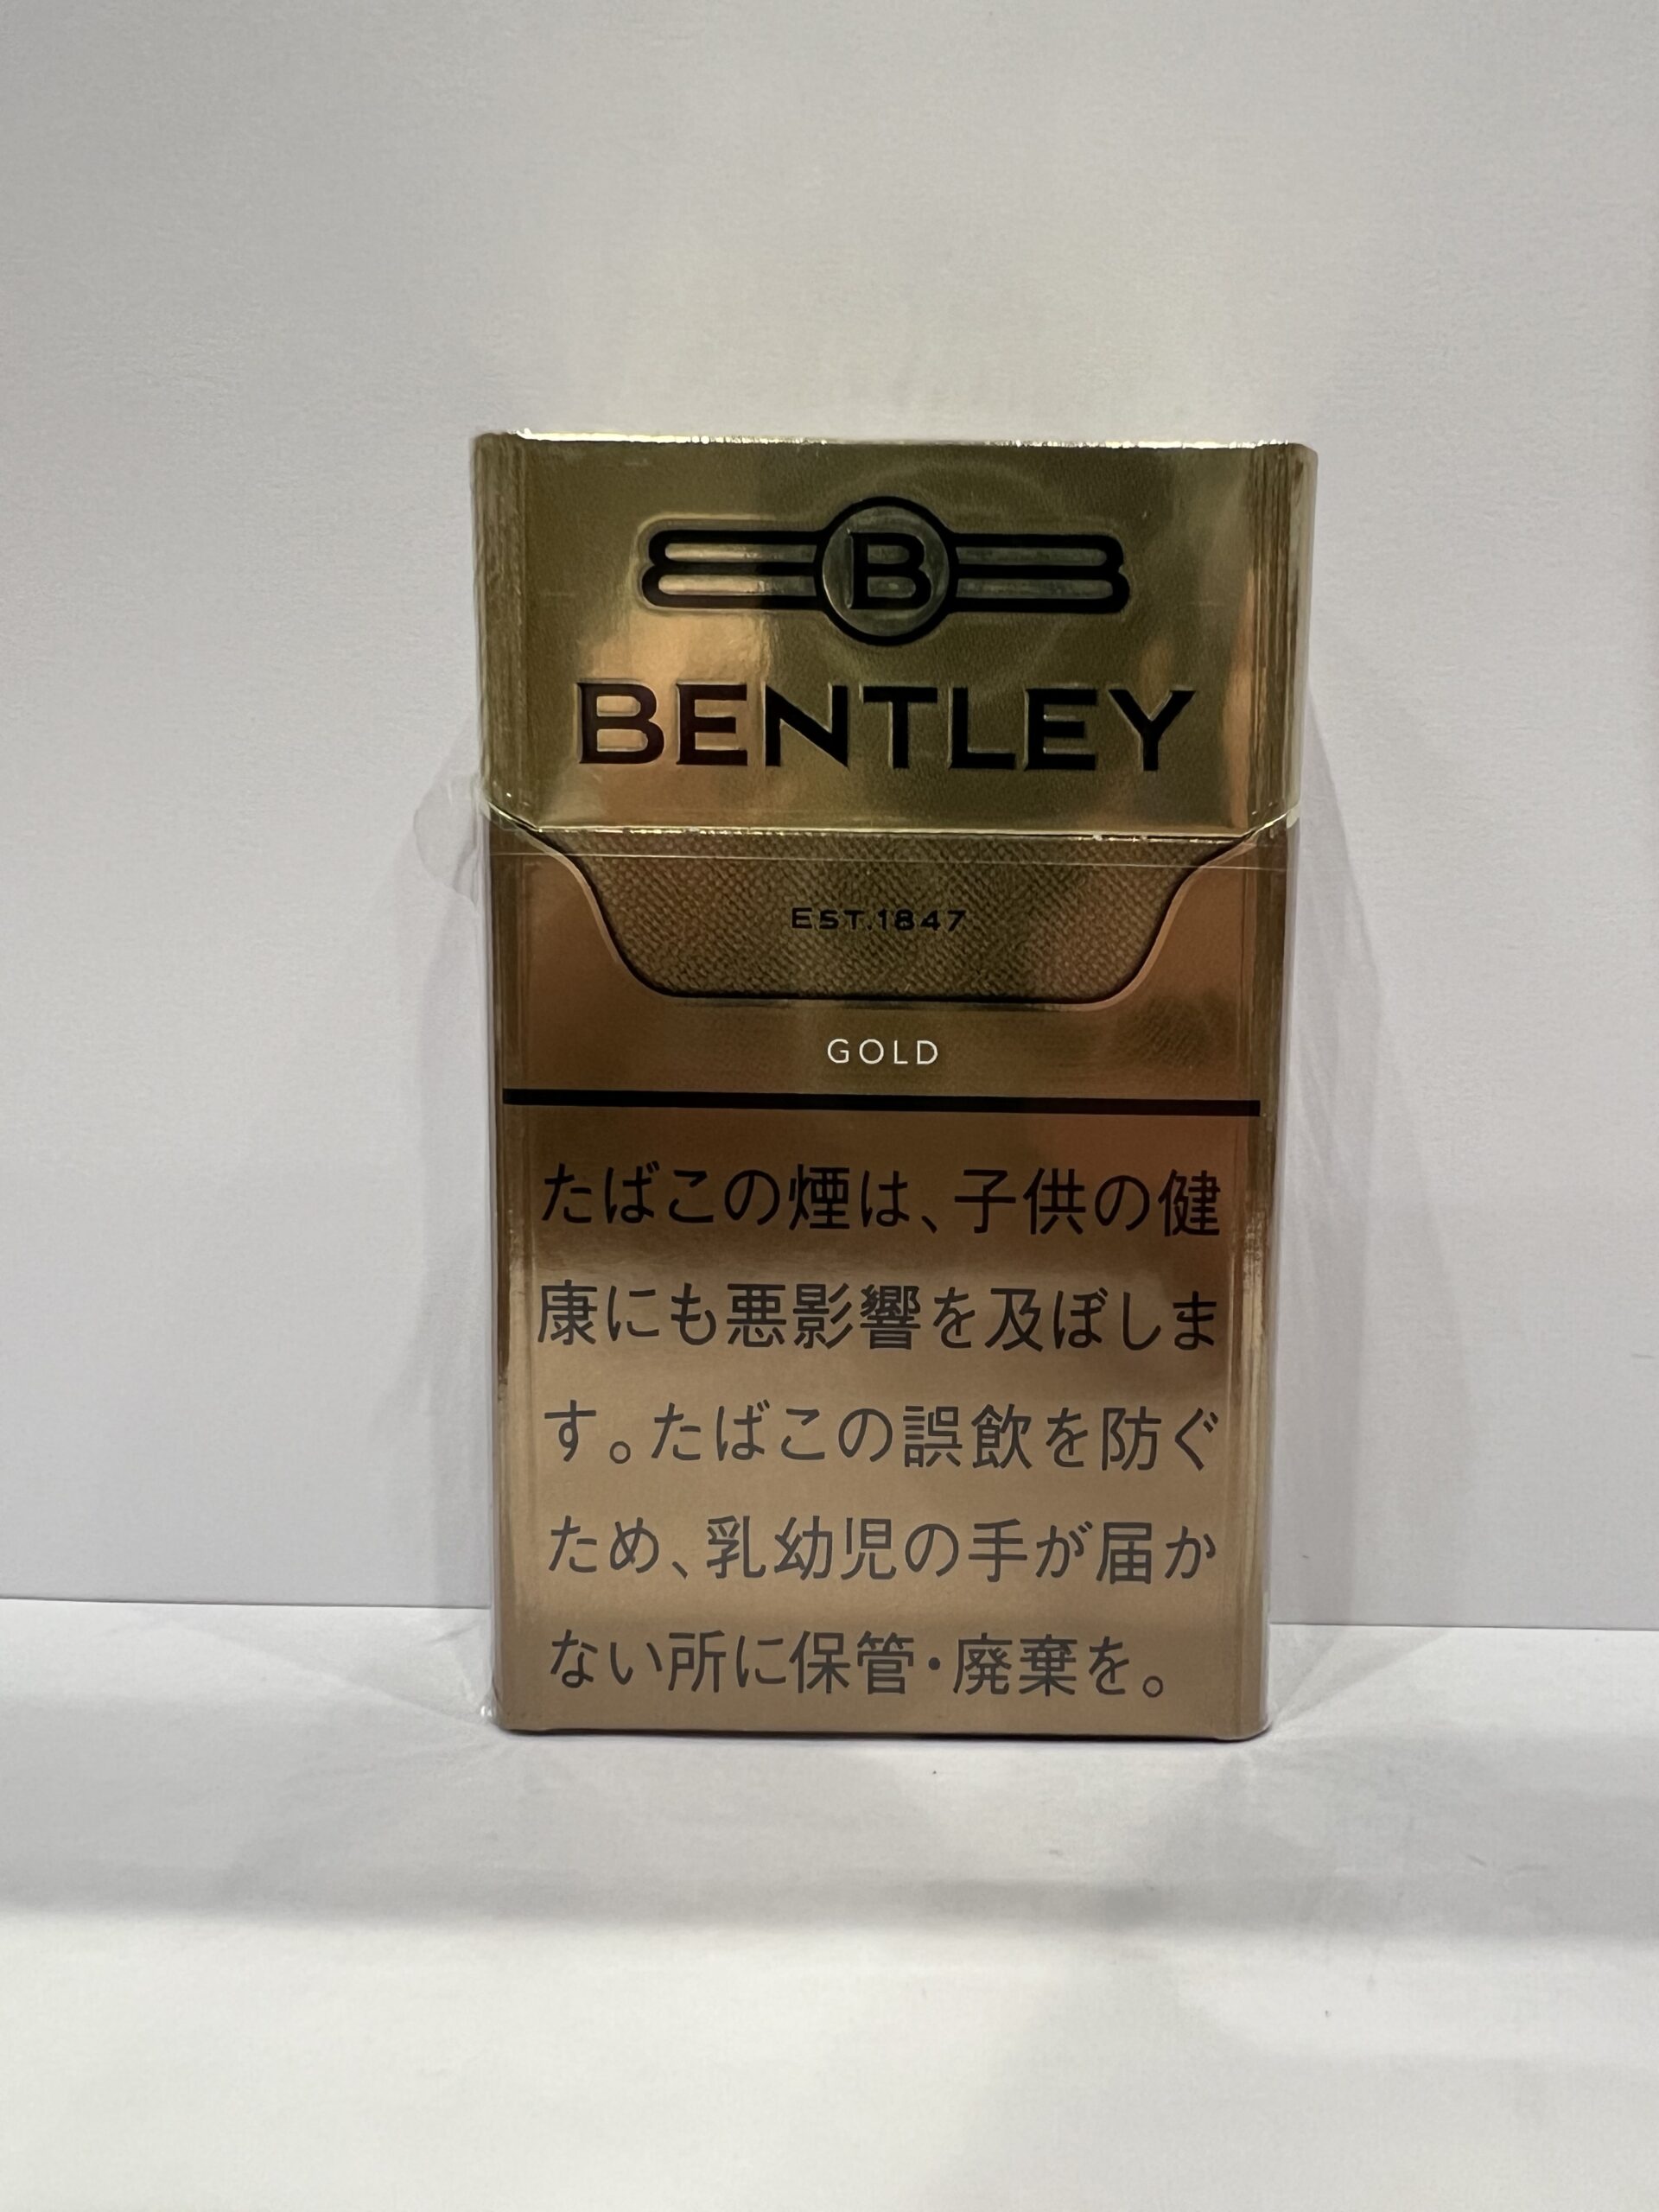 B
BENTLEY
EST.1847
GOLD
たばこの煙は、子供の健
康にも悪影響を及ぼしま
す。たばこの誤飲を防ぐ
ため、乳幼児の手が届か
ない所に保管・廃棄を。